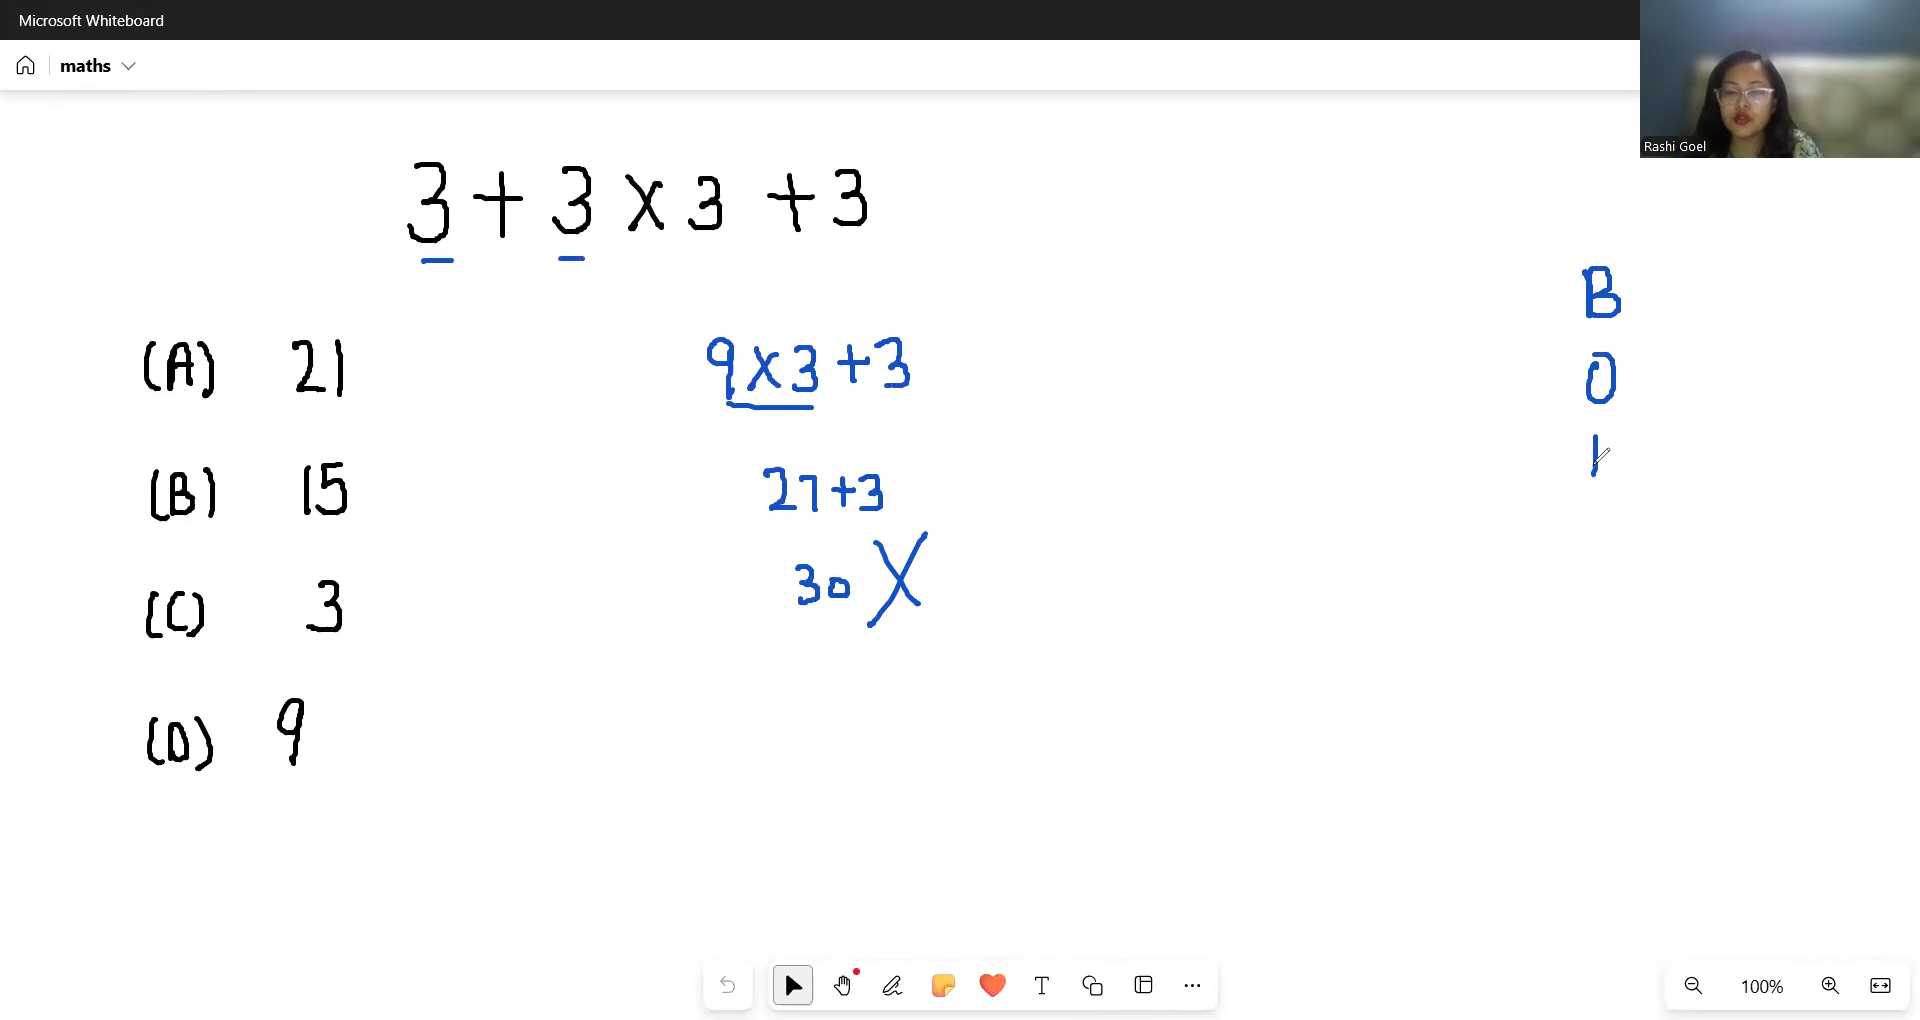 Microsoft Whiteboard
maths
Rashi Goel
3 + 3 x 3 + 3
B
(A) 21
9 x 3 + 3
O
(B) 15
27 + 3
(C) 3
30 X
(D) 9
T
100%